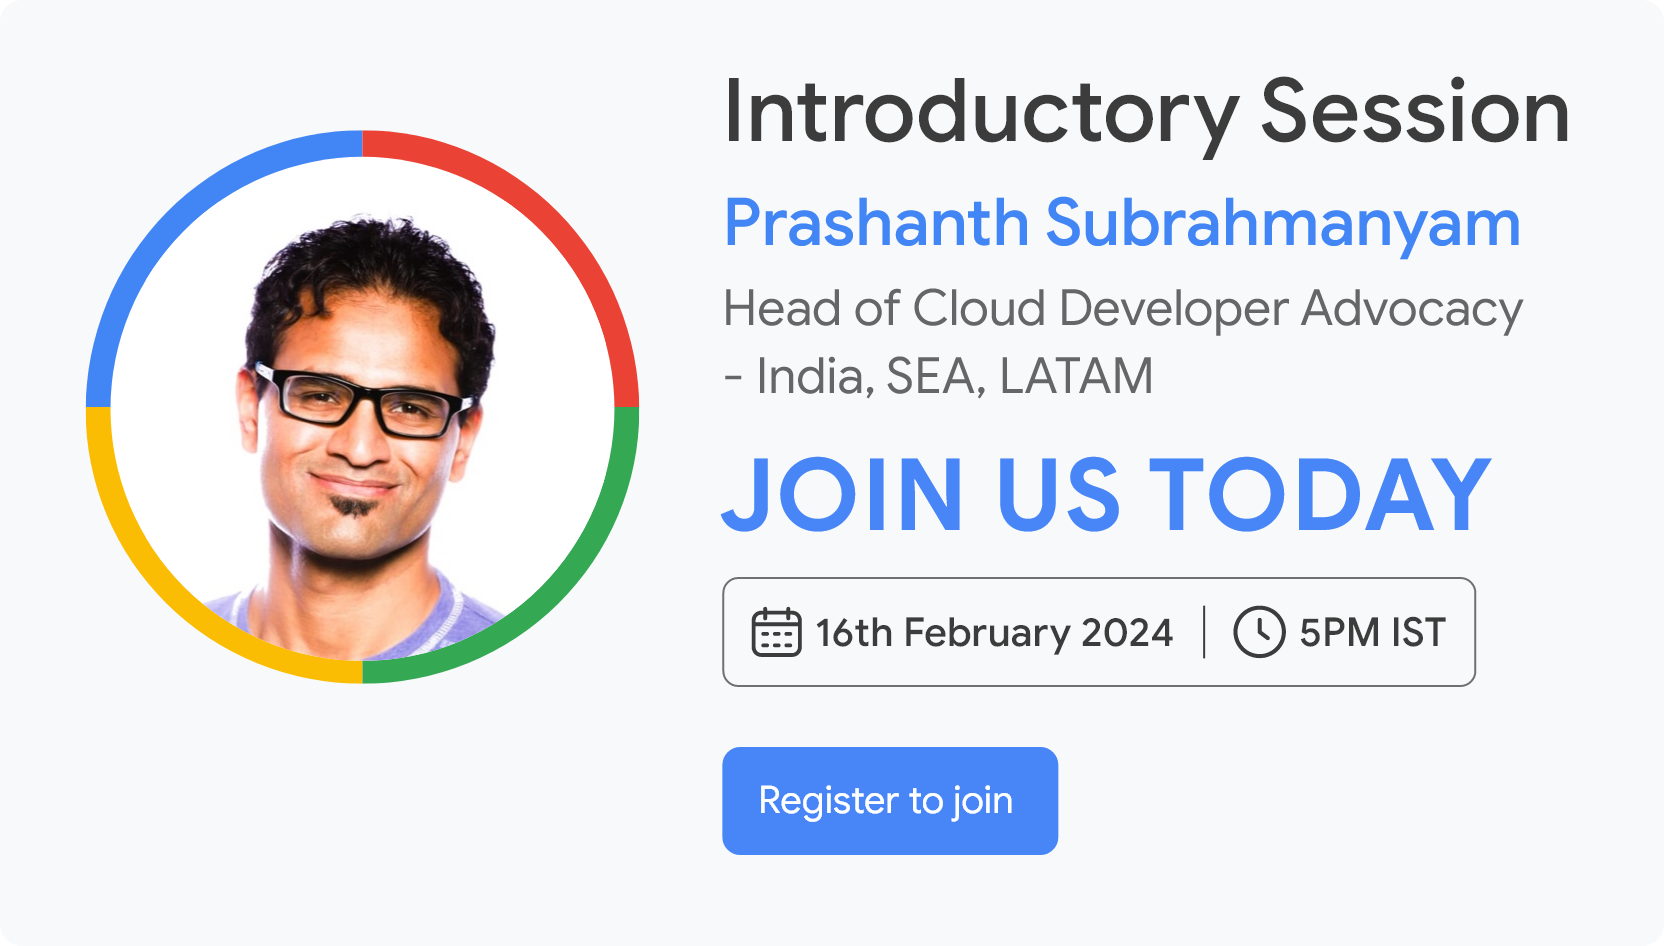 Introductory Session
Prashanth Subrahmanyam
Head of Cloud Developer Advocacy
- India, SEA, LATAM
JOIN US TODAY
16th February 2024 | 5PM IST
Register to join